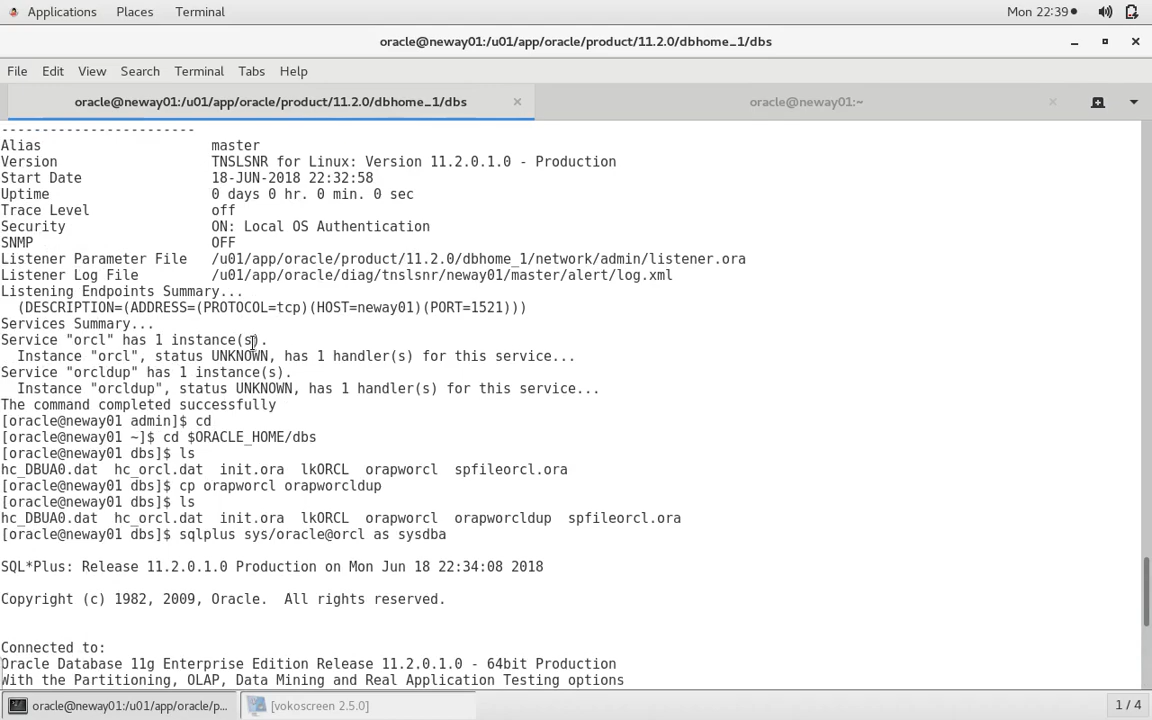 Applications Places Terminal Mon 22:39
oracle@neway01:/u01/app/oracle/product/11.2.0/dbhome_1/dbs
File Edit View Search Terminal Tabs Help
oracle@neway01:/u01/app/oracle/product/11.2.0/dbhome_1/dbs oracle@neway01:~
------------------------
Alias master
Version TNSLSNR for Linux: Version 11.2.0.1.0 - Production
Start Date 18-JUN-2018 22:32:58
Uptime 0 days 0 hr. 0 min. 0 sec
Trace Level off
Security ON: Local OS Authentication
SNMP OFF
Listener Parameter File /u01/app/oracle/product/11.2.0/dbhome_1/network/admin/listener.ora
Listener Log File /u01/app/oracle/diag/tnslsnr/neway01/master/alert/log.xml
Listening Endpoints Summary...
(DESCRIPTION=(ADDRESS=(PROTOCOL=tcp)(HOST=neway01)(PORT=1521)))
Services Summary...
Service "orcl" has 1 instance(s).
Instance "orcl", status UNKNOWN, has 1 handler(s) for this service...
Service "orcldup" has 1 instance(s).
Instance "orcldup", status UNKNOWN, has 1 handler(s) for this service...
The command completed successfully
[oracle@neway01 admin]$ cd
[oracle@neway01 ~]$ cd $ORACLE_HOME/dbs
[oracle@neway01 dbs]$ ls
hc_DBUA0.dat hc_orcl.dat init.ora lkORCL orapworcl spfileorcl.ora
[oracle@neway01 dbs]$ cp orapworcl orapworcldup
[oracle@neway01 dbs]$ ls
hc_DBUA0.dat hc_orcl.dat init.ora lkORCL orapworcl orapworcldup spfileorcl.ora
[oracle@neway01 dbs]$ sqlplus sys/oracle@orcl as sysdba
SQL*Plus: Release 11.2.0.1.0 Production on Mon Jun 18 22:34:08 2018
Copyright (c) 1982, 2009, Oracle. All rights reserved.
Connected to:
Oracle Database 11g Enterprise Edition Release 11.2.0.1.0 - 64bit Production
With the Partitioning, OLAP, Data Mining and Real Application Testing options
oracle@neway01:/u01/app/oracle/p... [vokoscreen 2.5.0] 1 / 4